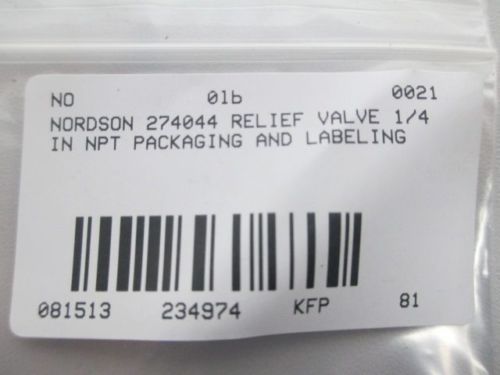 NO 01b 0021
NORDSON 274044 RELIEF VALVE 1/4
IN NPT PACKAGING AND LABELING
081513 234974 KFP 81